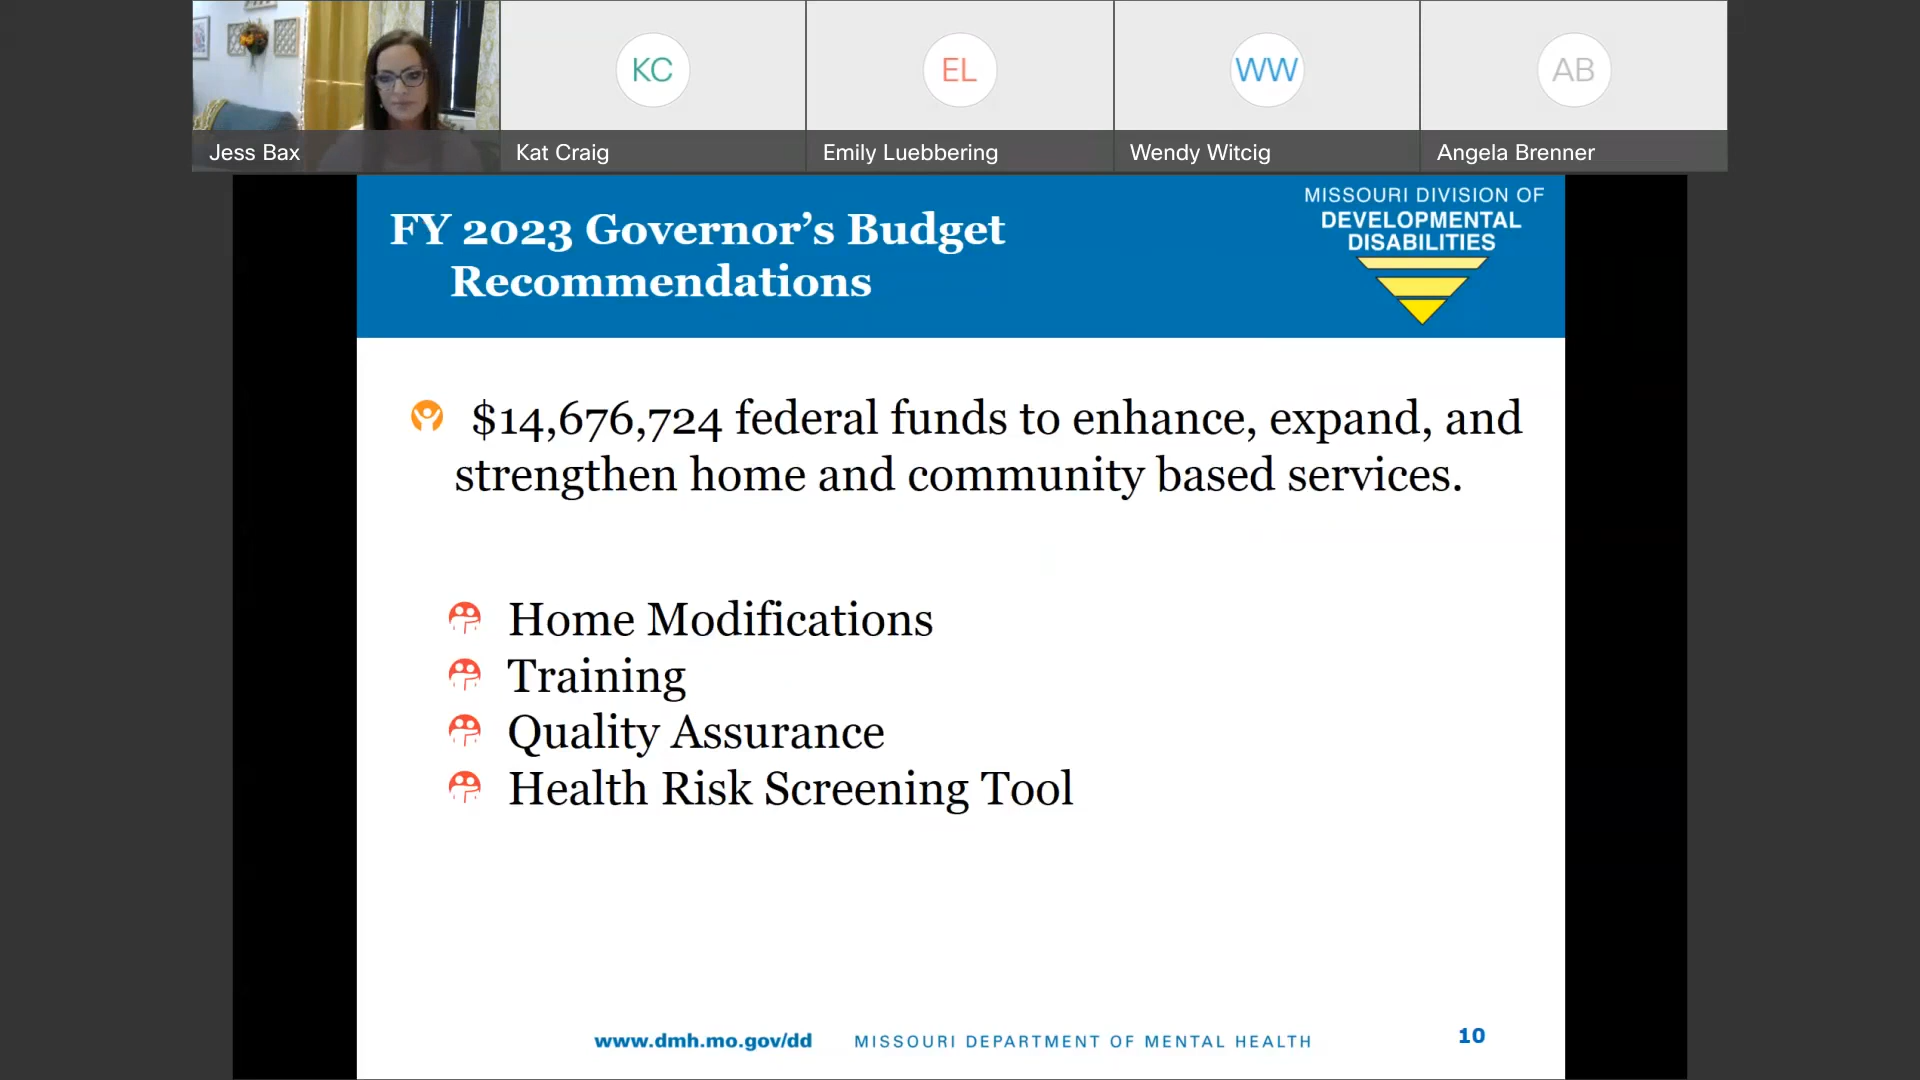 KC
EL
WW
AB
Jess Bax
Kat Craig
Emily Luebbering
Wendy Witcig
Angela Brenner
FY 2023 Governor’s Budget
Recommendations
MISSOURI DIVISION OF
DEVELOPMENTAL
DISABILITIES
$14,676,724 federal funds to enhance, expand, and
strengthen home and community based services.
Home Modifications
Training
Quality Assurance
Health Risk Screening Tool
www.dmh.mo.gov/dd MISSOURI DEPARTMENT OF MENTAL HEALTH 10